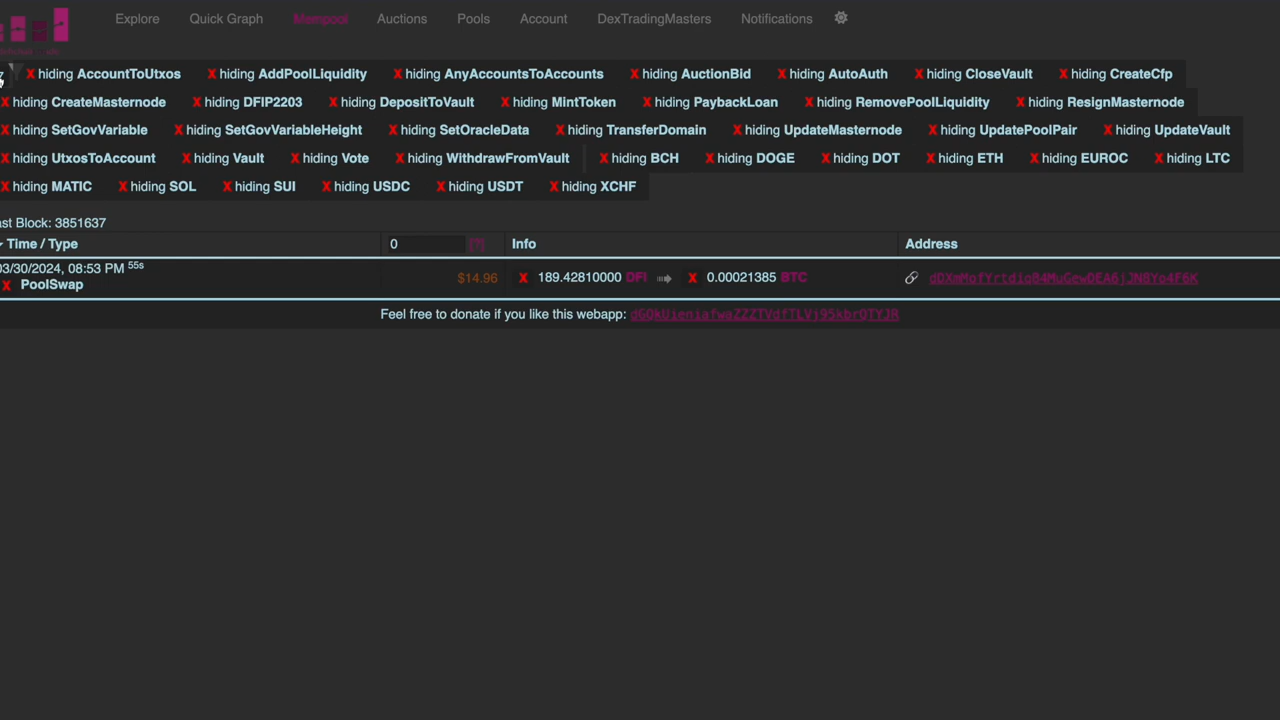 Explore Quick Graph Mempool Auctions Pools Account DexTradingMasters Notifications
X hiding AccountToUtxos X hiding AddPoolLiquidity X hiding AnyAccountsToAccounts X hiding AuctionBid X hiding AutoAuth X hiding CloseVault X hiding CreateCfp
X hiding CreateMasternode X hiding DFIP2203 X hiding DepositToVault X hiding MintToken X hiding PaybackLoan X hiding RemovePoolLiquidity X hiding ResignMasternode
X hiding SetGovVariable X hiding SetGovVariableHeight X hiding SetOracleData X hiding TransferDomain X hiding UpdateMasternode X hiding UpdatePoolPair X hiding UpdateVault
X hiding UtxosToAccount X hiding Vault X hiding Vote X hiding WithdrawFromVault X hiding BCH X hiding DOGE X hiding DOT X hiding ETH X hiding EUROC X hiding LTC
X hiding MATIC X hiding SOL X hiding SUI X hiding USDC X hiding USDT X hiding XCHF
ast Block: 3851637
Time / Type 0 [?] Info Address
03/30/2024, 08:53 PM 55s
X PoolSwap $14.96 X 189.42810000 DFI X 0.00021385 BTC
Feel free to donate if you like this webapp: